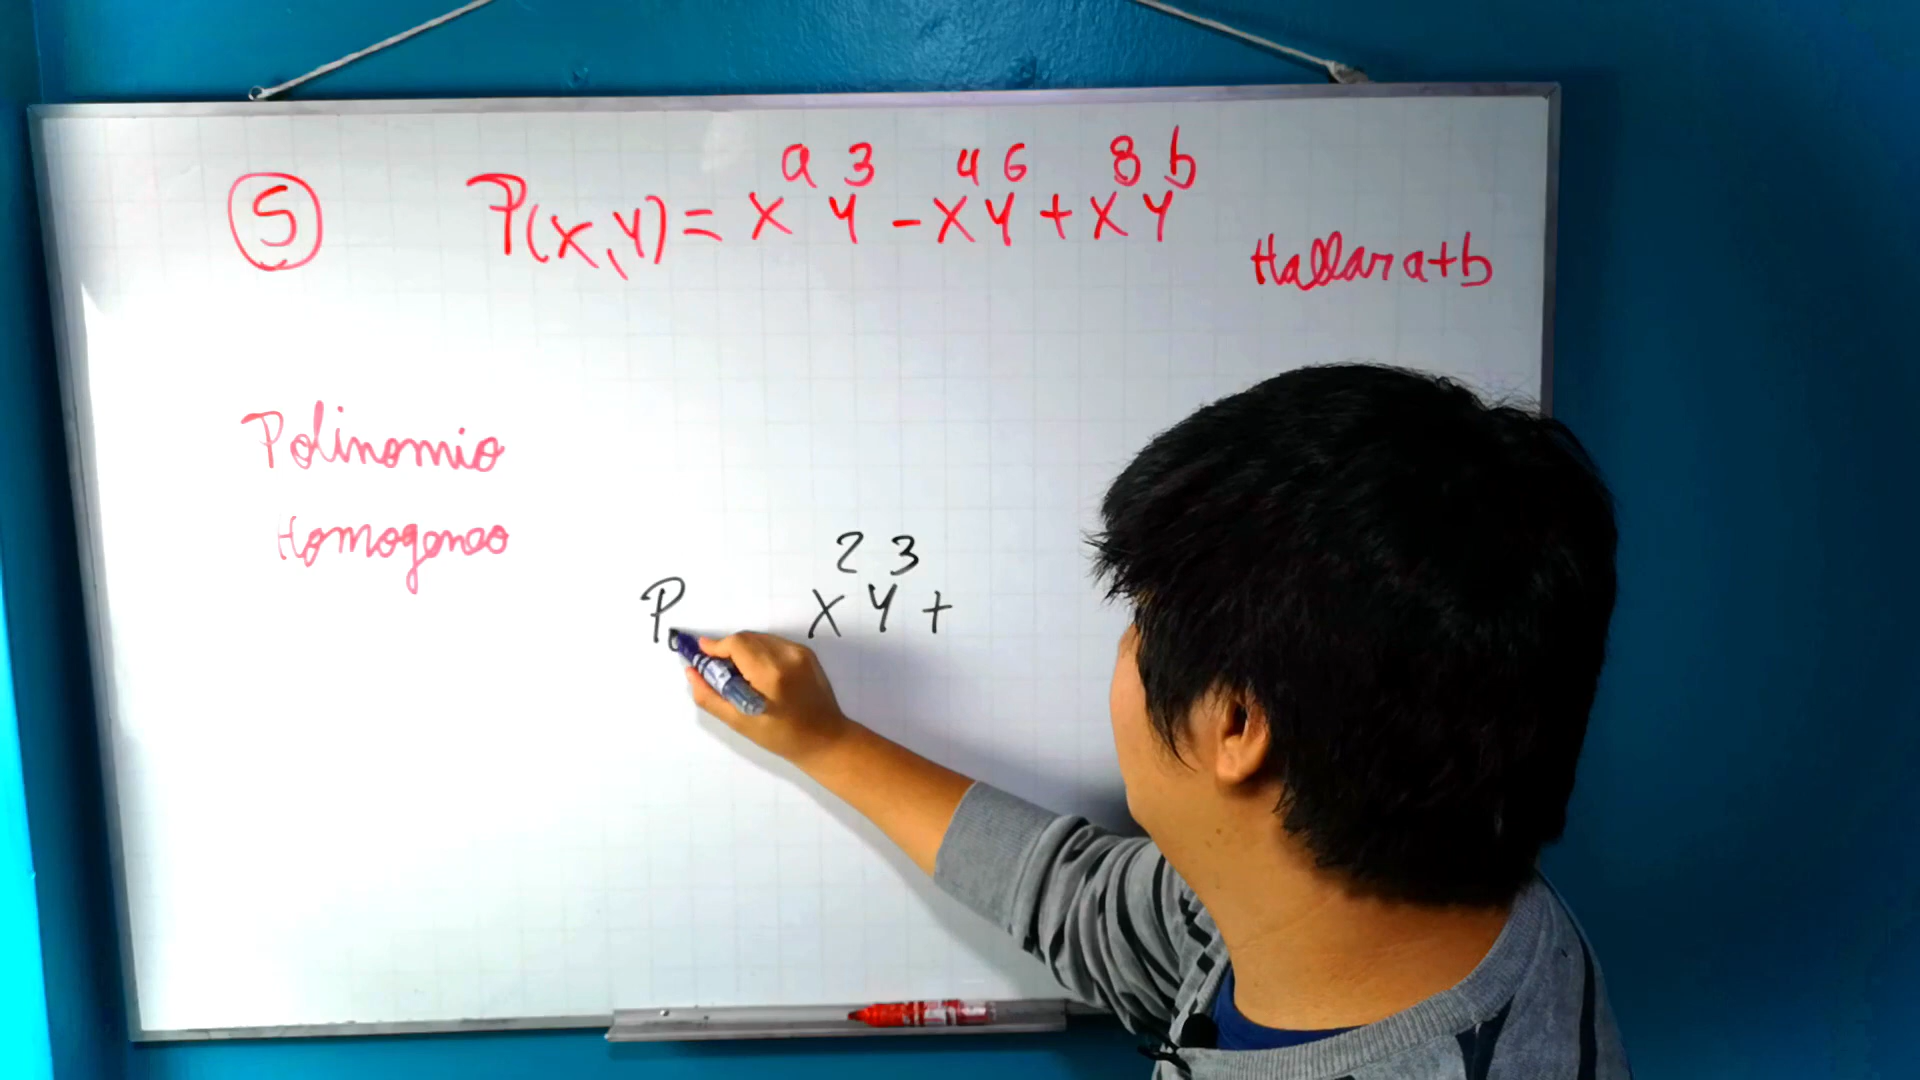 5 P(x,y) = x^a y^3 - x^4 y^6 + x^8 y^b
Hallar a+b
Polinomio
Homogeneo
P x^2 y^3 +